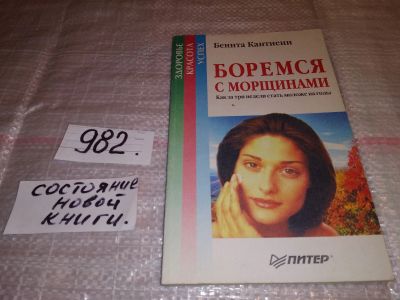 Бенита Кантиени
БОРЕМСЯ
С МОРЩИНАМИ
Как за три недели стать моложе на годы
ЗДОРОВЬЕ
КРАСОТА
УСПЕХ
ПИТЕР
982.
СОСТОЯНИЕ
НОВОЙ
КНИГИ.